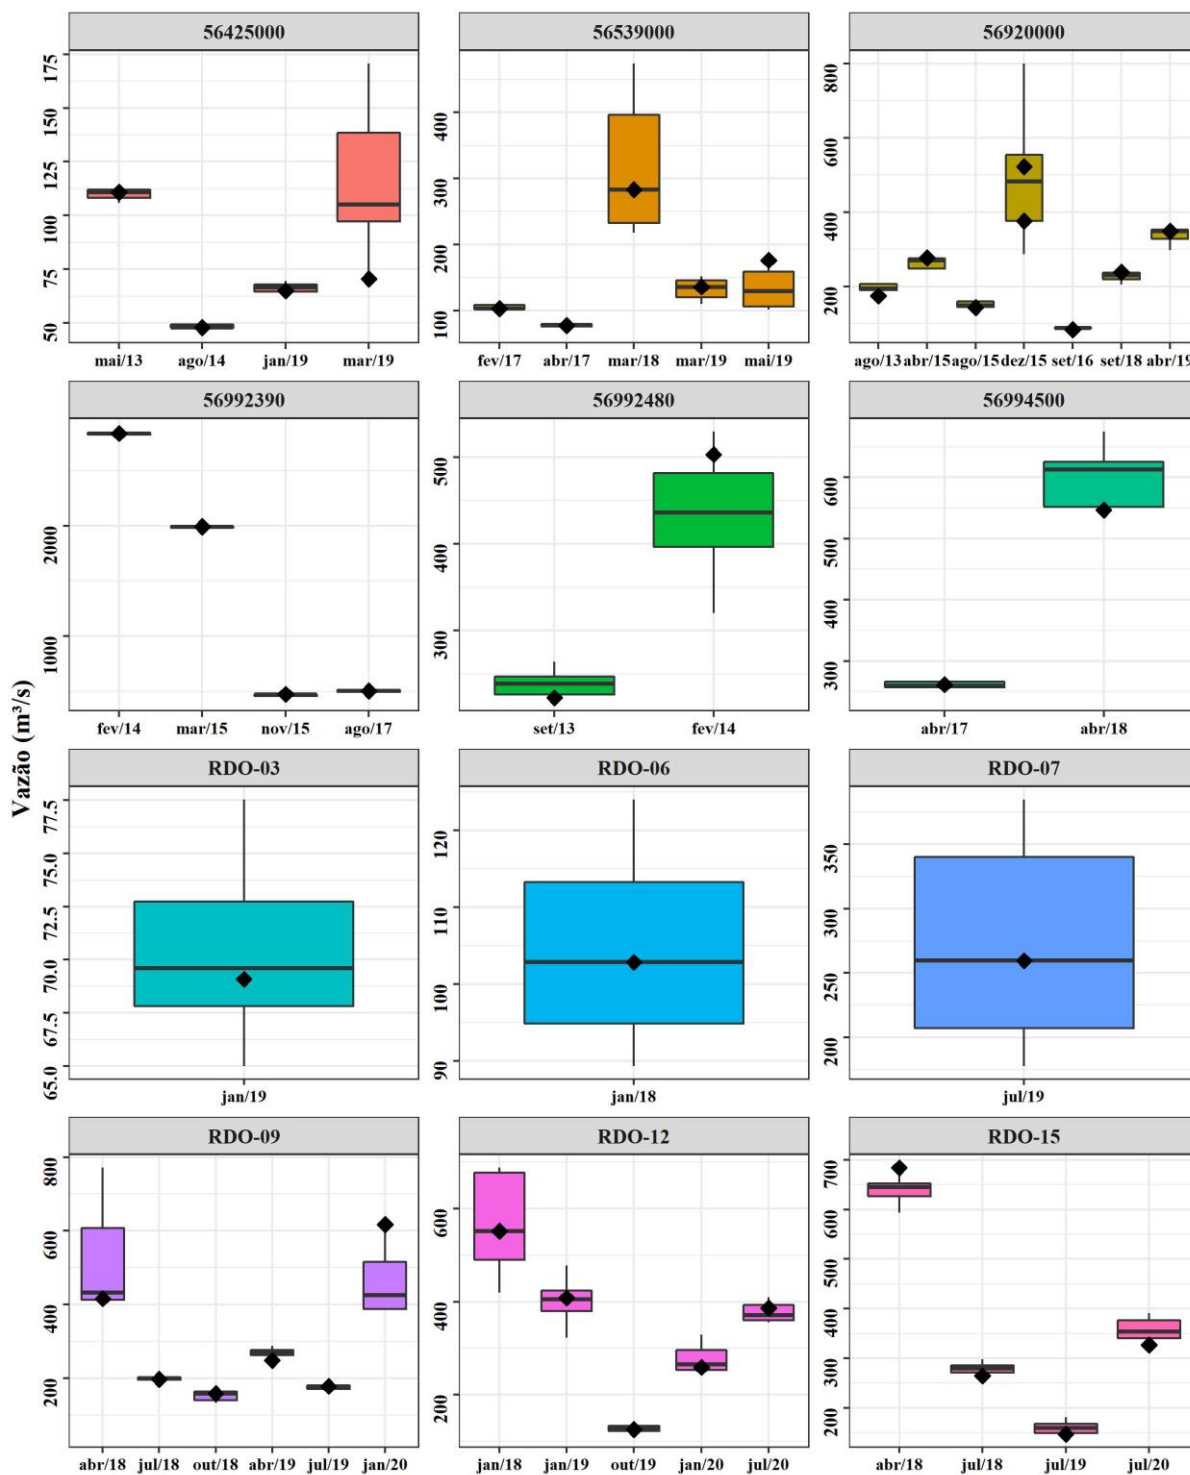 56425000 56539000 56920000
175
150
125
100
75
50
400
300
200
100
800
600
400
200
mai/13 ago/14 jan/19 mar/19
fev/17 abr/17 mar/18 mar/19 mai/19
ago/13 abr/15 ago/15 dez/15 set/16 set/18 abr/19
56992390 56992480 56994500
2000
1000
500
400
300
600
500
400
300
fev/14 mar/15 nov/15 ago/17
set/13 fev/14
abr/17 abr/18
Vazão (m³/s)
RDO-03 RDO-06 RDO-07
77.5
75.0
72.5
70.0
67.5
65.0
120
110
100
90
350
300
250
200
jan/19
jan/18
jul/19
RDO-09 RDO-12 RDO-15
800
600
400
200
600
400
200
700
600
500
400
300
200
abr/18 jul/18 out/18 abr/19 jul/19 jan/20
jan/18 jan/19 out/19 jan/20 jul/20
abr/18 jul/18 jul/19 jul/20